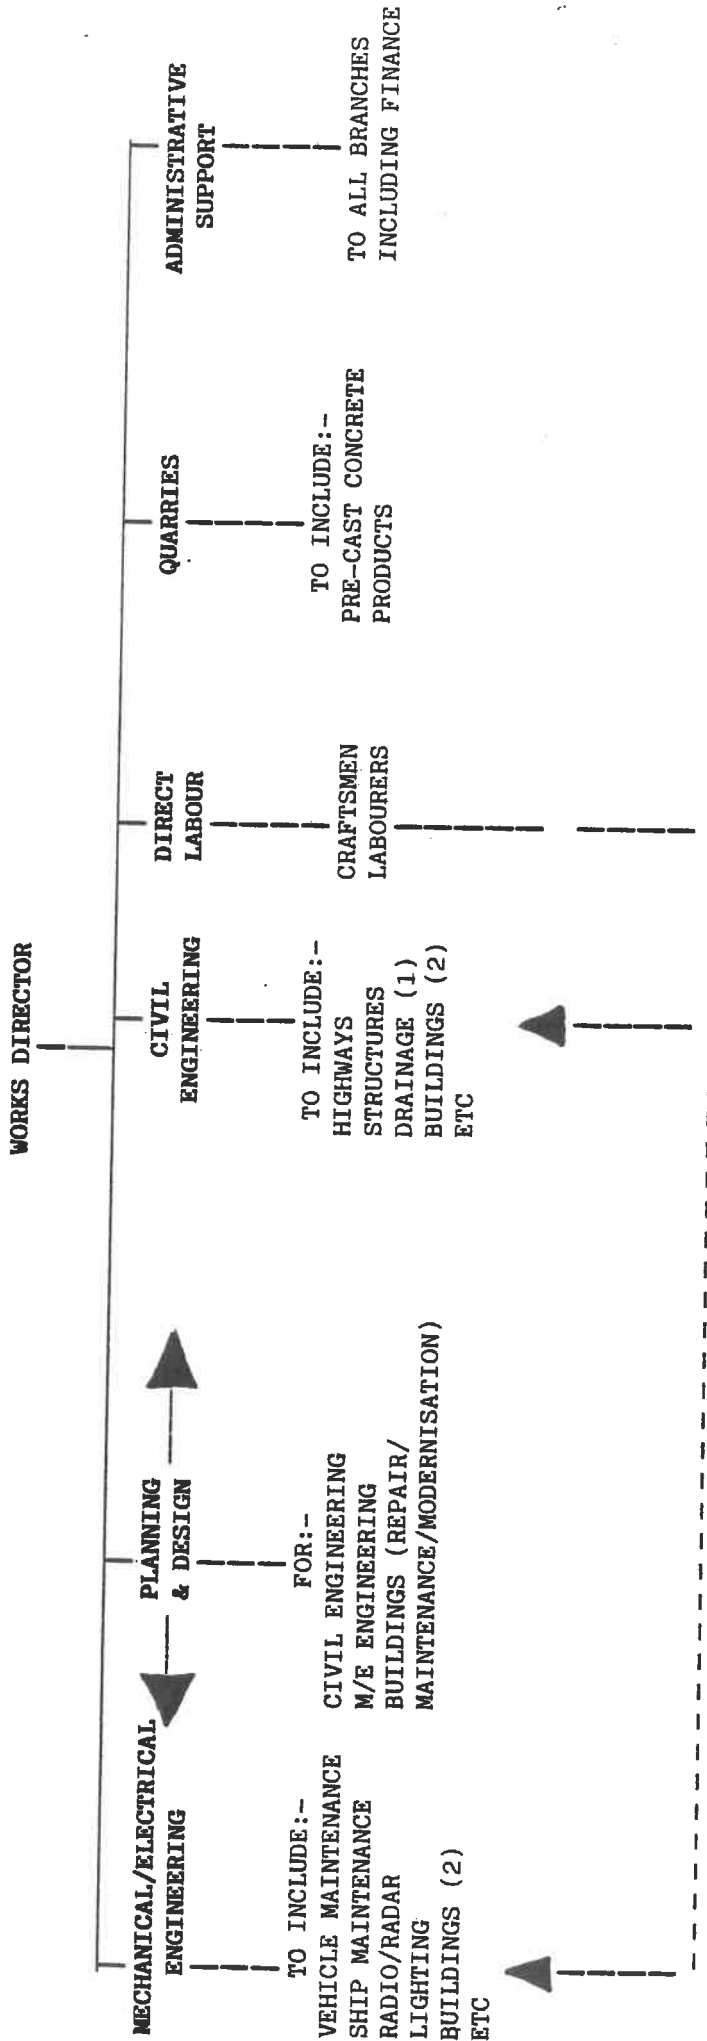 WORKS DIRECTOR
MECHANICAL/ELECTRICAL
ENGINEERING
TO INCLUDE:-
VEHICLE MAINTENANCE
SHIP MAINTENANCE
RADIO/RADAR
LIGHTING
BUILDINGS (2)
ETC
PLANNING
& DESIGN
FOR:-
CIVIL ENGINEERING
M/E ENGINEERING
BUILDINGS (REPAIR/
MAINTENANCE/MODERNISATION)
CIVIL
ENGINEERING
TO INCLUDE:-
HIGHWAYS
STRUCTURES
DRAINAGE (1)
BUILDINGS (2)
ETC
DIRECT
LABOUR
CRAFTSMEN
LABOURERS
QUARRIES
TO INCLUDE:-
PRE-CAST CONCRETE
PRODUCTS
ADMINISTRATIVE
SUPPORT
TO ALL BRANCHES
INCLUDING FINANCE